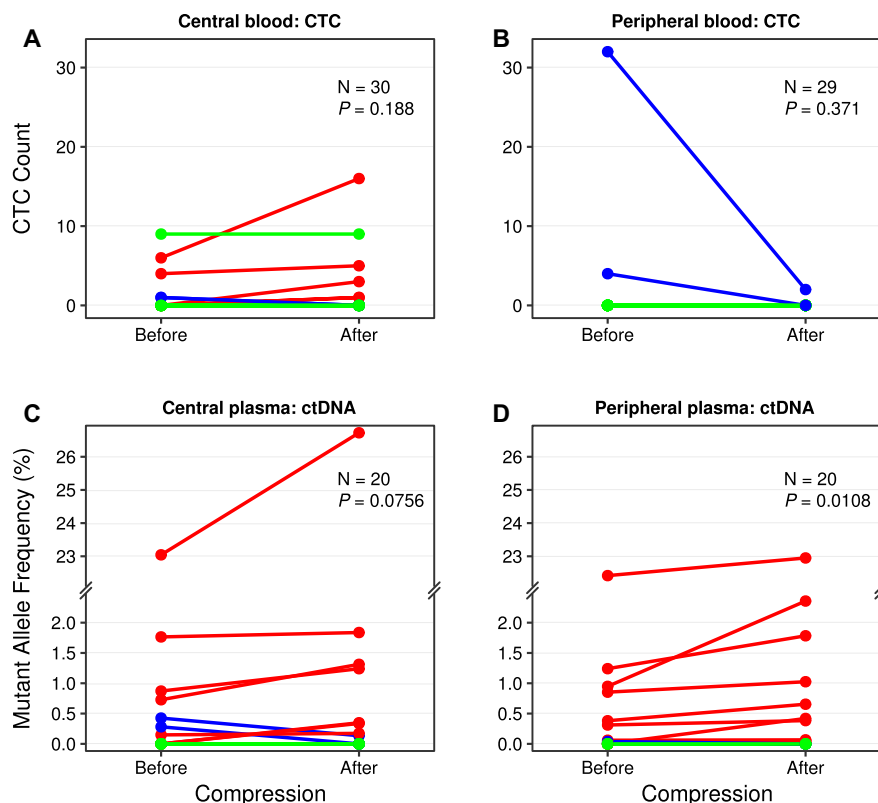 A
Central blood: CTC
CTC Count
30
20
10
0
N = 30
P = 0.188
Before
After
B
Peripheral blood: CTC
30
20
10
0
N = 29
P = 0.371
Before
After
C
Central plasma: ctDNA
Mutant Allele Frequency (%)
26
25
24
23
2.0
1.5
1.0
0.5
0.0
N = 20
P = 0.0756
Before
After
Compression
D
Peripheral plasma: ctDNA
26
25
24
23
2.0
1.5
1.0
0.5
0.0
N = 20
P = 0.0108
Before
After
Compression